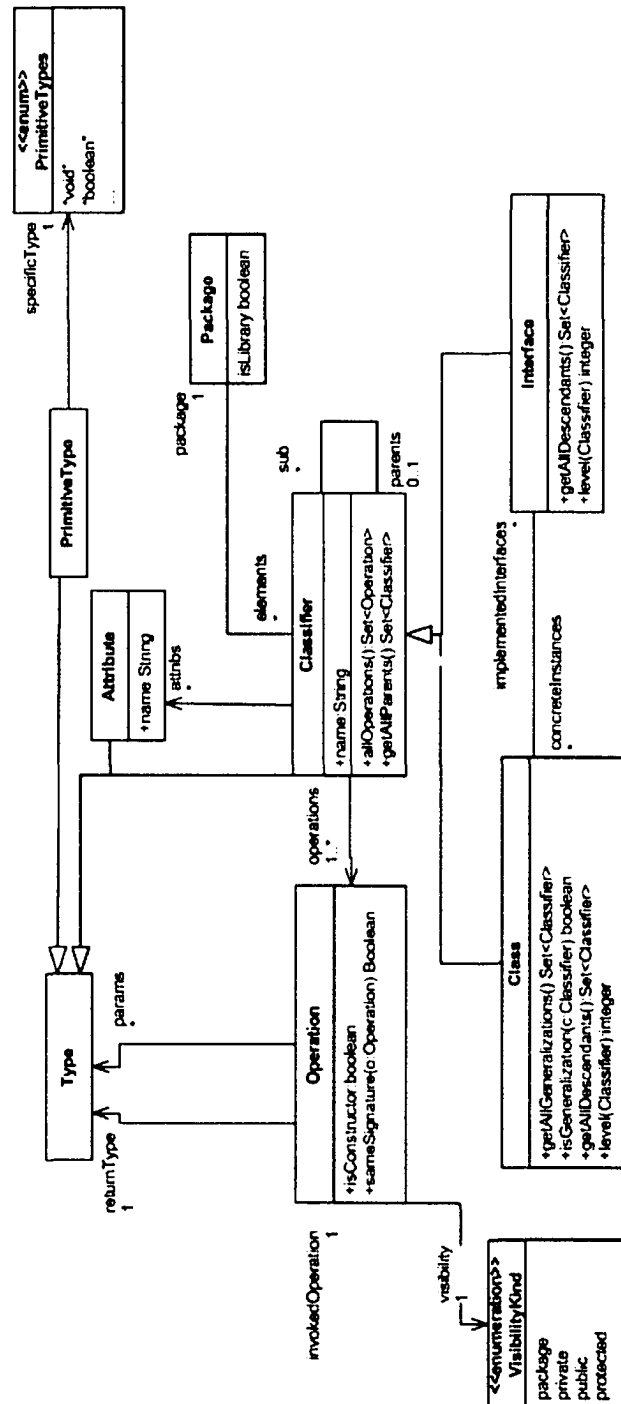 <<enum>>
PrimitiveTypes
"void"
"boolean"
...
specificType
1
PrimitiveType
Package
isLibrary boolean
package
1
Attribute
+name String
attribs
*
elements
*
sub
*
parents
0..1
Classifier
+name:String
+allOperations():Set<Operation>
+getAllParents() Set<Classifier>
Type
params
*
returnType
1
operations
1..*
Operation
+isConstructor:boolean
+sameSignature(o:Operation) Boolean
invokedOperation
1
visibility
1
<<enumeration>>
VisibilityKind
package
private
public
protected
Class
+getAllGeneralizations() Set<Classifier>
+isGeneralization(c:Classifier) boolean
+getAllDescendants():Set<Classifier>
+level(Classifier) integer
implementedInterfaces
*
concreteInstances
*
Interface
+getAllDescendants():Set<Classifier>
+level(Classifier) integer